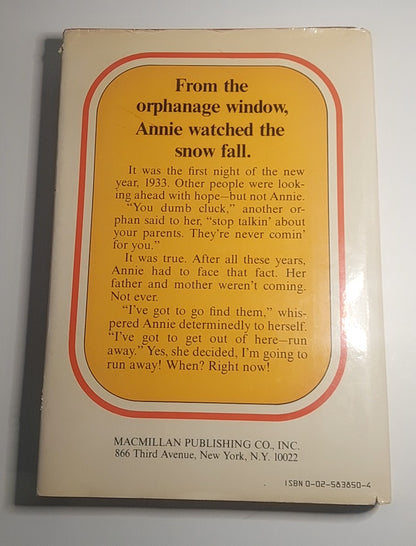 From the
orphanage window,
Annie watched the
snow fall.
It was the first night of the new
year, 1933. Other people were look-
ing ahead with hope—but not Annie.
“You dumb cluck,” another or-
phan said to her, “stop talkin’ about
your parents. They’re never comin’
for you.”
It was true. After all these years,
Annie had to face that fact. Her
father and mother weren’t coming.
Not ever.
“I’ve got to go find them,” whis-
pered Annie determinedly to herself.
“I’ve got to get out of here—run
away.” Yes, she decided, I’m going to
run away! When? Right now!
MACMILLAN PUBLISHING CO., INC.
866 Third Avenue, New York, N.Y. 10022
ISBN 0-02-583850-4